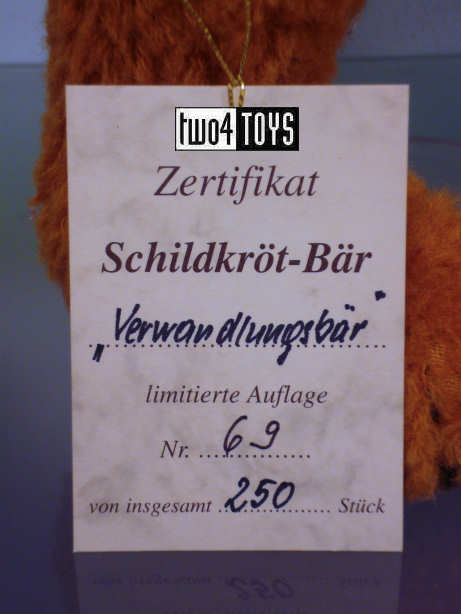 two4TOYS
Zertifikat
Schildkröt-Bär
„Verwandlungsbär"
limitierte Auflage
Nr. 69
von insgesamt 250 Stück